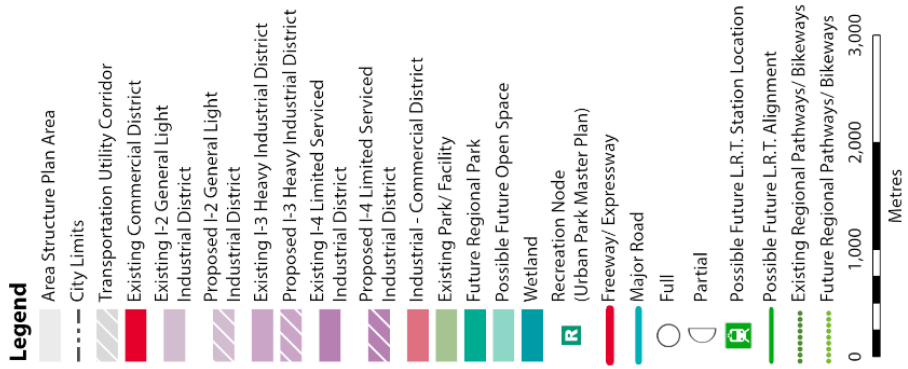 Legend
Area Structure Plan Area
City Limits
Transportation Utility Corridor
Existing Commercial District
Existing I-2 General Light
Industrial District
Proposed I-2 General Light
Industrial District
Existing I-3 Heavy Industrial District
Proposed I-3 Heavy Industrial District
Existing I-4 Limited Serviced
Industrial District
Proposed I-4 Limited Serviced
Industrial District
Industrial - Commercial District
Existing Park/ Facility
Future Regional Park
Possible Future Open Space
Wetland
R
Recreation Node
(Urban Park Master Plan)
Freeway/ Expressway
Major Road
Full
Partial
Possible Future L.R.T. Station Location
Possible Future L.R.T. Alignment
Existing Regional Pathways/ Bikeways
Future Regional Pathways/ Bikeways
0 1,000 2,000 3,000
Metres